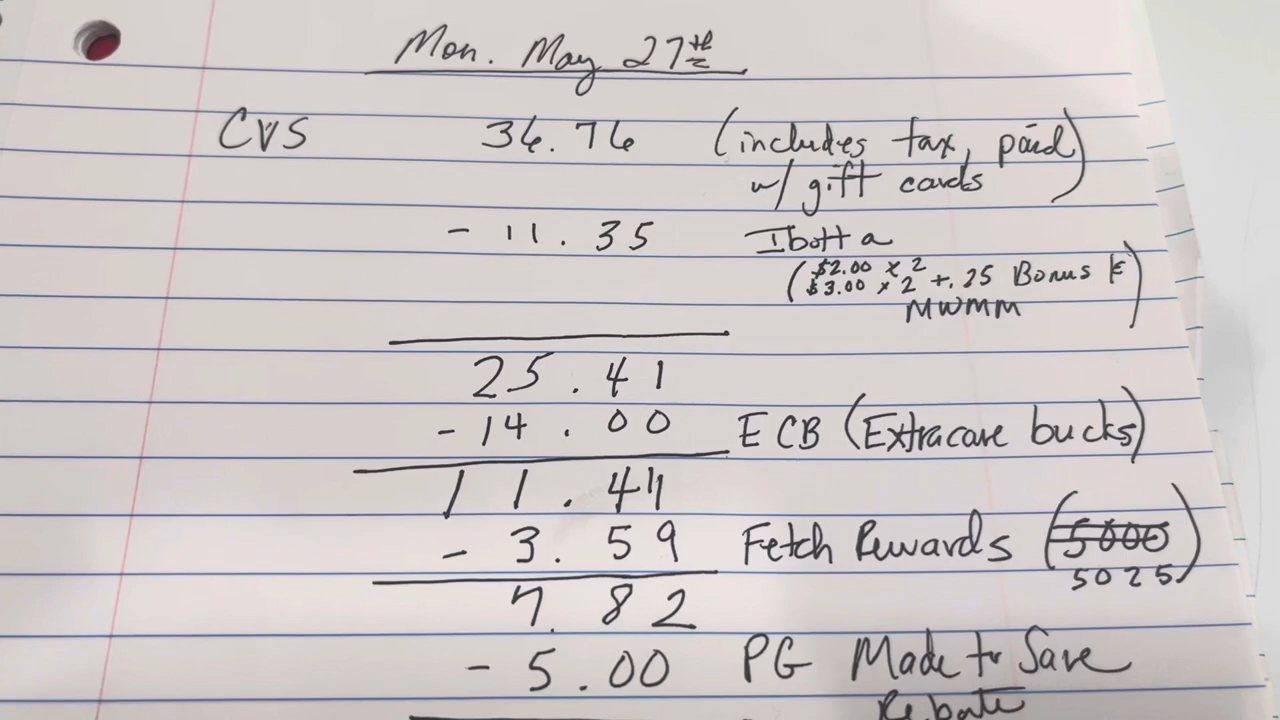 Mon. May 27th
CVS 36.76 (includes tax, paid
w/ gift cards)
- 11.35 Ibotta
($2.00 x 2
$3.00 x 2 + .25 Bonus &
MWMM)
25.41
- 14.00 ECB (Extracare bucks)
11.41
- 3.59 Fetch Rewards (5000
5025)
7.82
- 5.00 PG Made to Save
Rebate